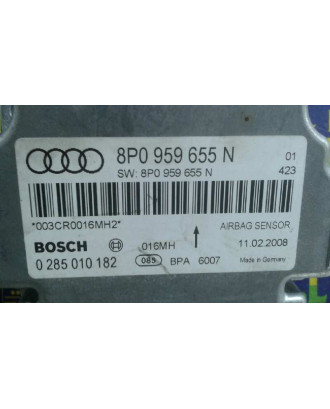 8P0 959 655 N 01
SW: 8P0 959 655 N 423
*003CR0016MH2* AIRBAG SENSOR
BOSCH 016MH 11.02.2008
0 285 010 182 085 BPA 6007 Made in Germany